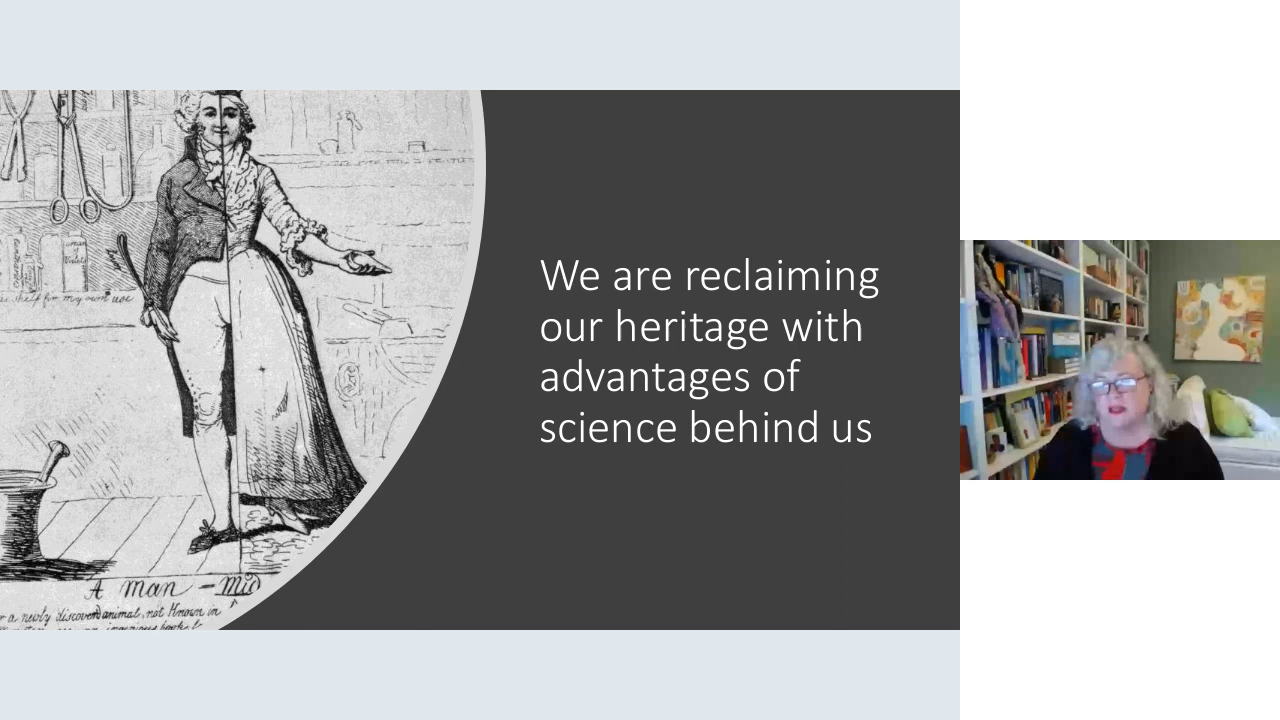 We are reclaiming
our heritage with
advantages of
science behind us
shelf for my own use
A Man - Mid
a newly discovered animal, not Known in